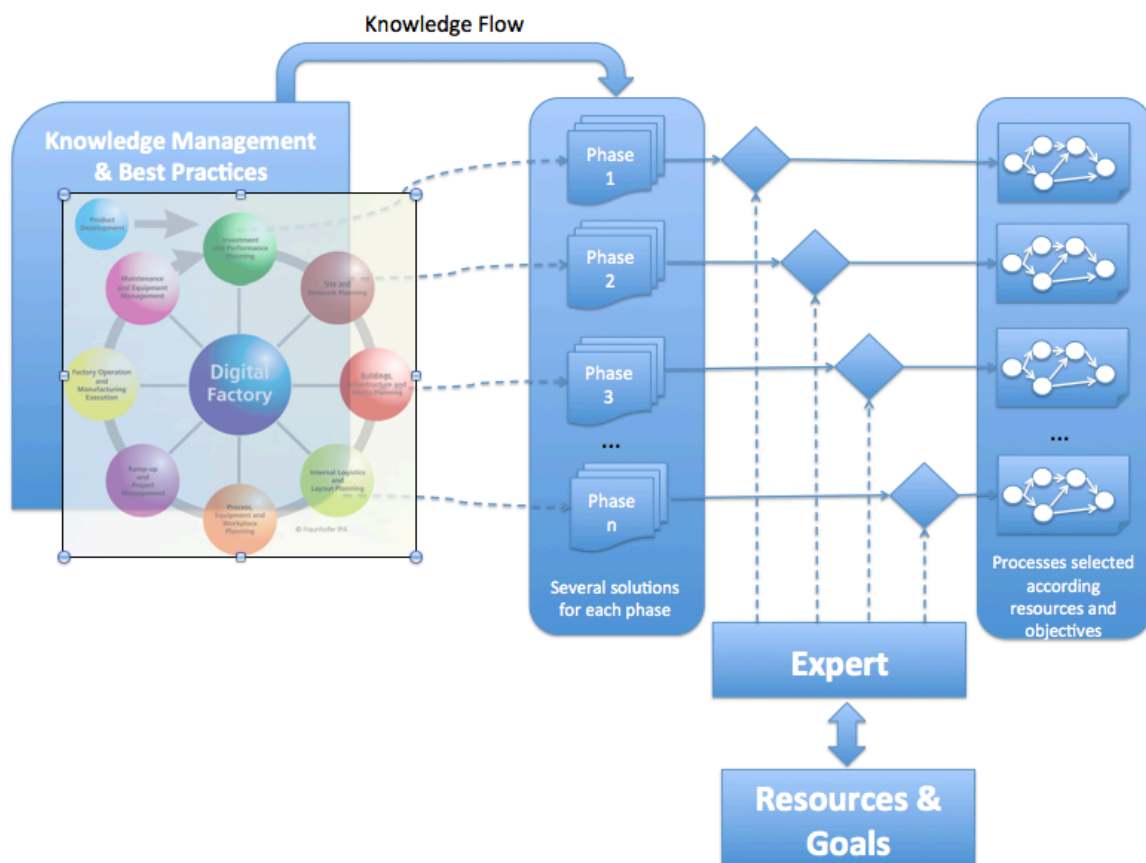 Knowledge Flow
Knowledge Management
& Best Practices
Product
Development
Investment
and Performance
Planning
Maintenance
and Equipment
Management
Site and
Network Planning
Factory Operation
and
Manufacturing
Execution
Digital
Factory
Buildings,
Infrastructure and
Media Planning
Ramp-up
and
Project
Management
Internal Logistics
and
Layout Planning
Process,
Equipment and
Workplace
Planning
© Fraunhofer IPA
Phase
1
Phase
2
Phase
3
...
Phase
n
Several solutions
for each phase
...
Processes selected
according
resources and
objectives
Expert
Resources &
Goals